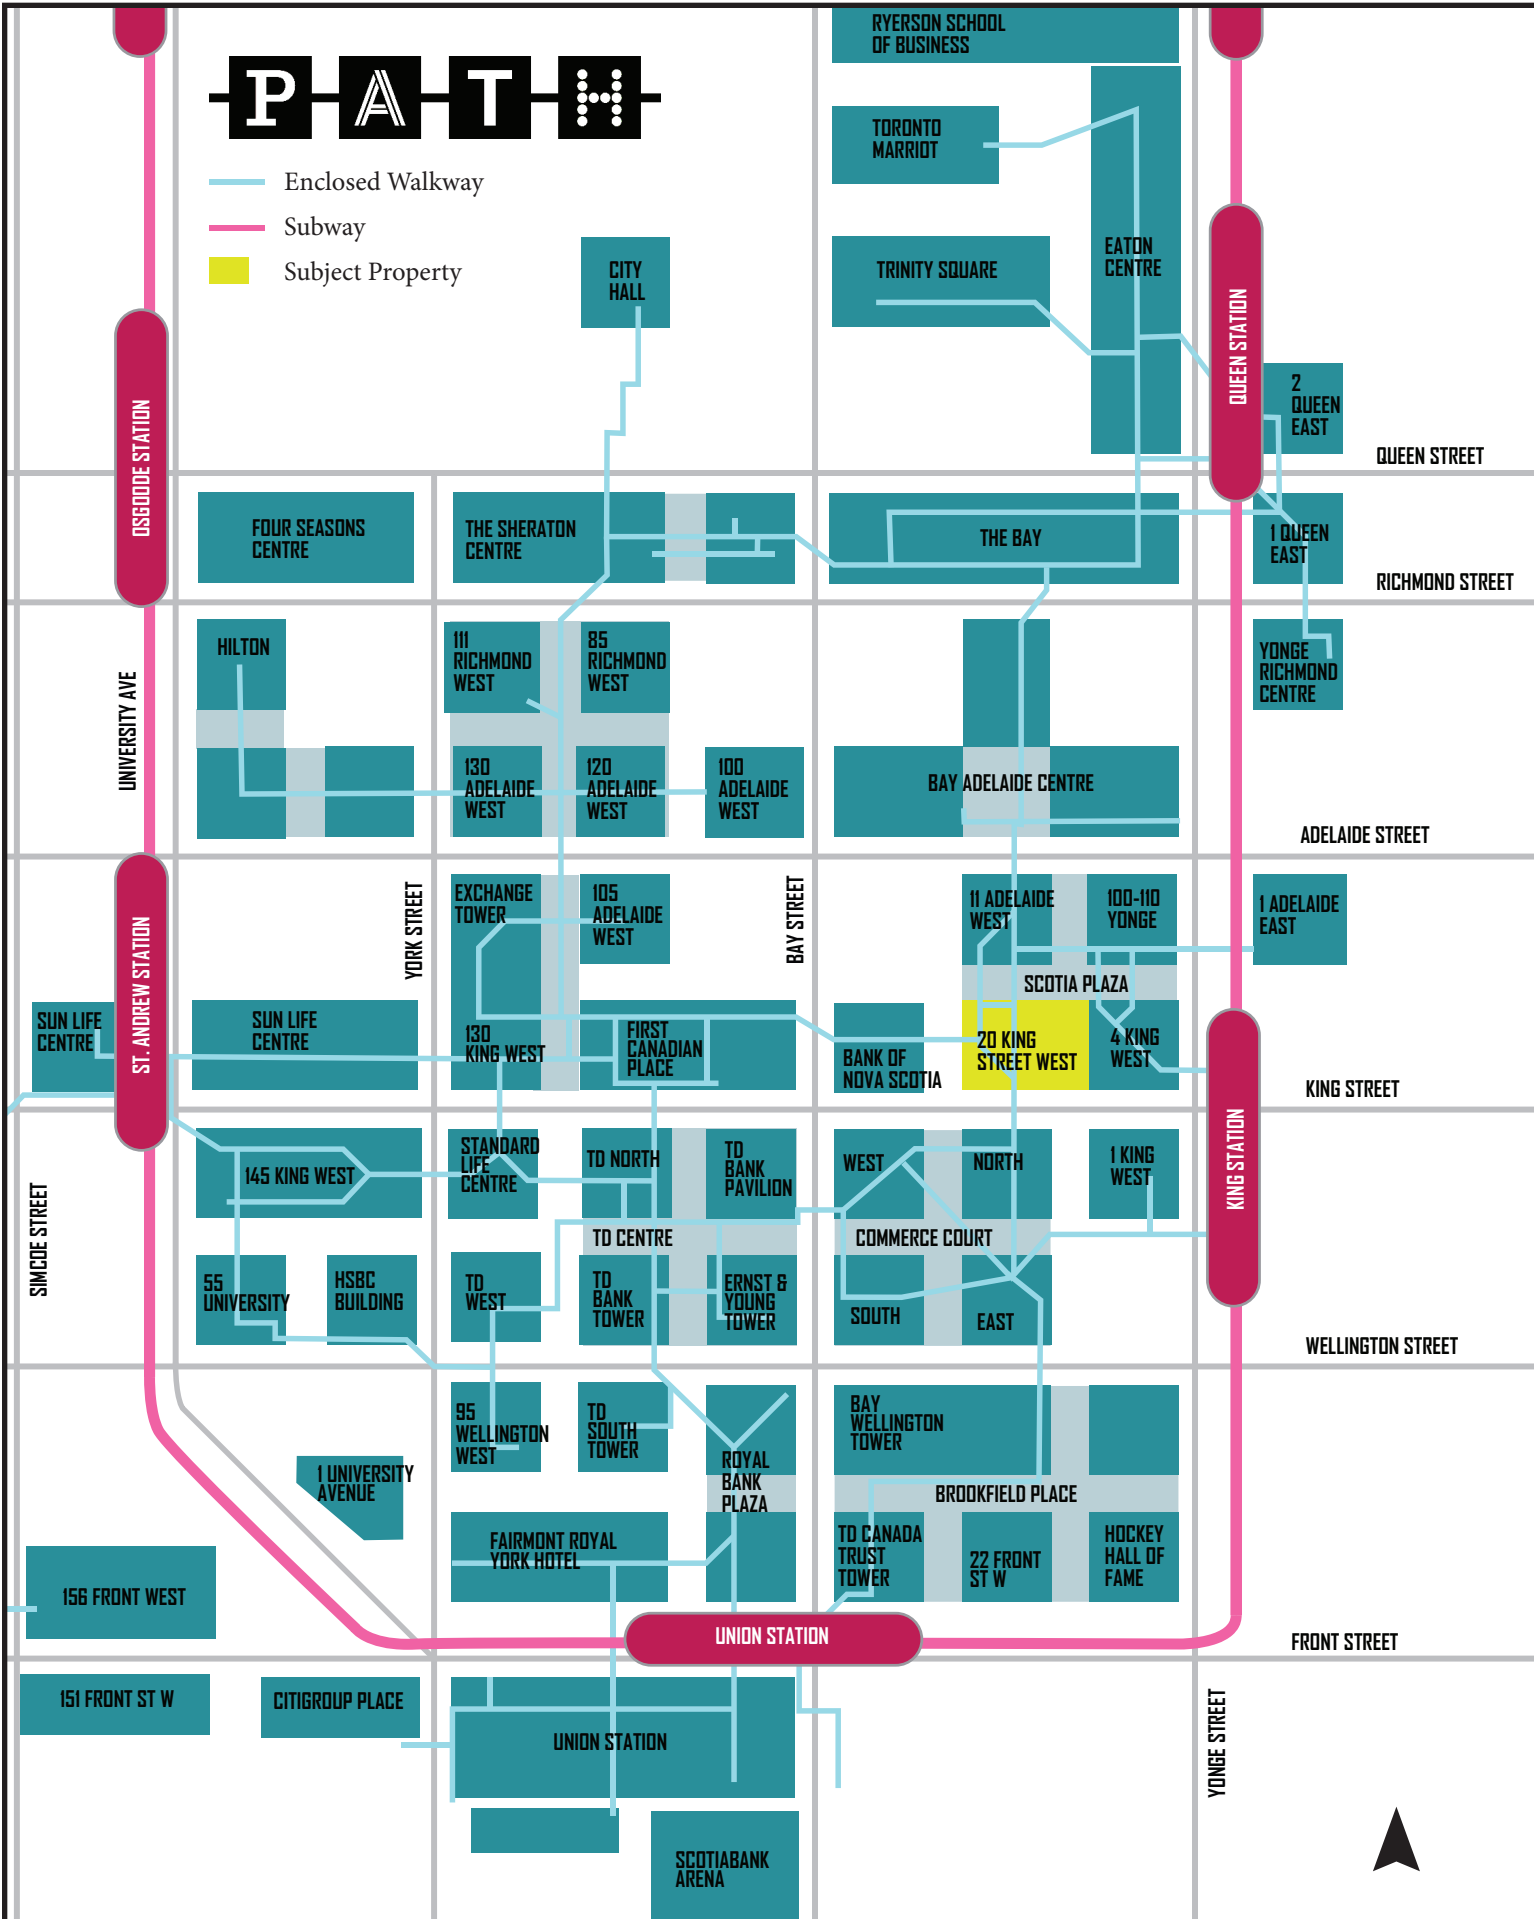 RYERSON SCHOOL
OF BUSINESS
PATH
Enclosed Walkway
Subway
Subject Property
TORONTO
MARRIOT
CITY
HALL
TRINITY SQUARE
EATON
CENTRE
QUEEN STATION
2
QUEEN
EAST
OSGOODE STATION
QUEEN STREET
FOUR SEASONS
CENTRE
THE SHERATON
CENTRE
THE BAY
1 QUEEN
EAST
RICHMOND STREET
HILTON
111
RICHMOND
WEST
85
RICHMOND
WEST
YONGE
RICHMOND
CENTRE
UNIVERSITY AVE
130
ADELAIDE
WEST
120
ADELAIDE
WEST
100
ADELAIDE
WEST
BAY ADELAIDE CENTRE
ADELAIDE STREET
ST. ANDREW STATION
YORK STREET
EXCHANGE
TOWER
105
ADELAIDE
WEST
BAY STREET
11 ADELAIDE
WEST
100-110
YONGE
1 ADELAIDE
EAST
SCOTIA PLAZA
SUN LIFE
CENTRE
SUN LIFE
CENTRE
130
KING WEST
FIRST
CANADIAN
PLACE
BANK OF
NOVA SCOTIA
20 KING
STREET WEST
4 KING
WEST
KING STREET
KING STATION
145 KING WEST
STANDARD
LIFE
CENTRE
TD NORTH
TD
BANK
PAVILION
WEST
NORTH
1 KING
WEST
SIMCOE STREET
TD CENTRE
COMMERCE COURT
55
UNIVERSITY
HSBC
BUILDING
TD
WEST
TD
BANK
TOWER
ERNST &
YOUNG
TOWER
SOUTH
EAST
WELLINGTON STREET
95
WELLINGTON
WEST
TD
SOUTH
TOWER
ROYAL
BANK
PLAZA
BAY
WELLINGTON
TOWER
1 UNIVERSITY
AVENUE
BROOKFIELD PLACE
FAIRMONT ROYAL
YORK HOTEL
TD CANADA
TRUST
TOWER
22 FRONT
ST W
HOCKEY
HALL OF
FAME
156 FRONT WEST
UNION STATION
FRONT STREET
151 FRONT ST W
CITIGROUP PLACE
UNION STATION
YONGE STREET
SCOTIABANK
ARENA